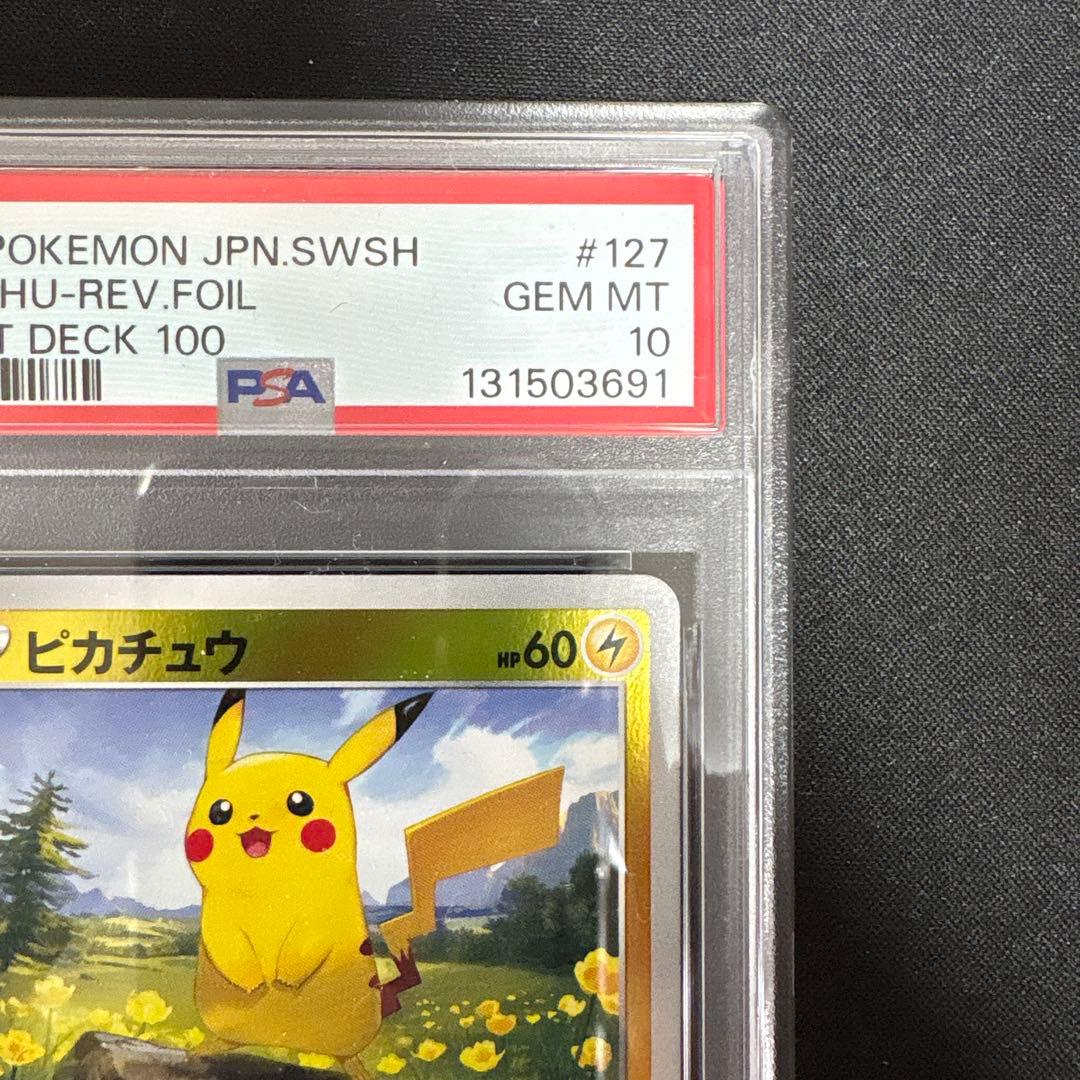 POKEMON JPN.SWSH #127
HU-REV.FOIL GEM MT
T DECK 100 10
PSA 131503691
ピカチュウ HP60